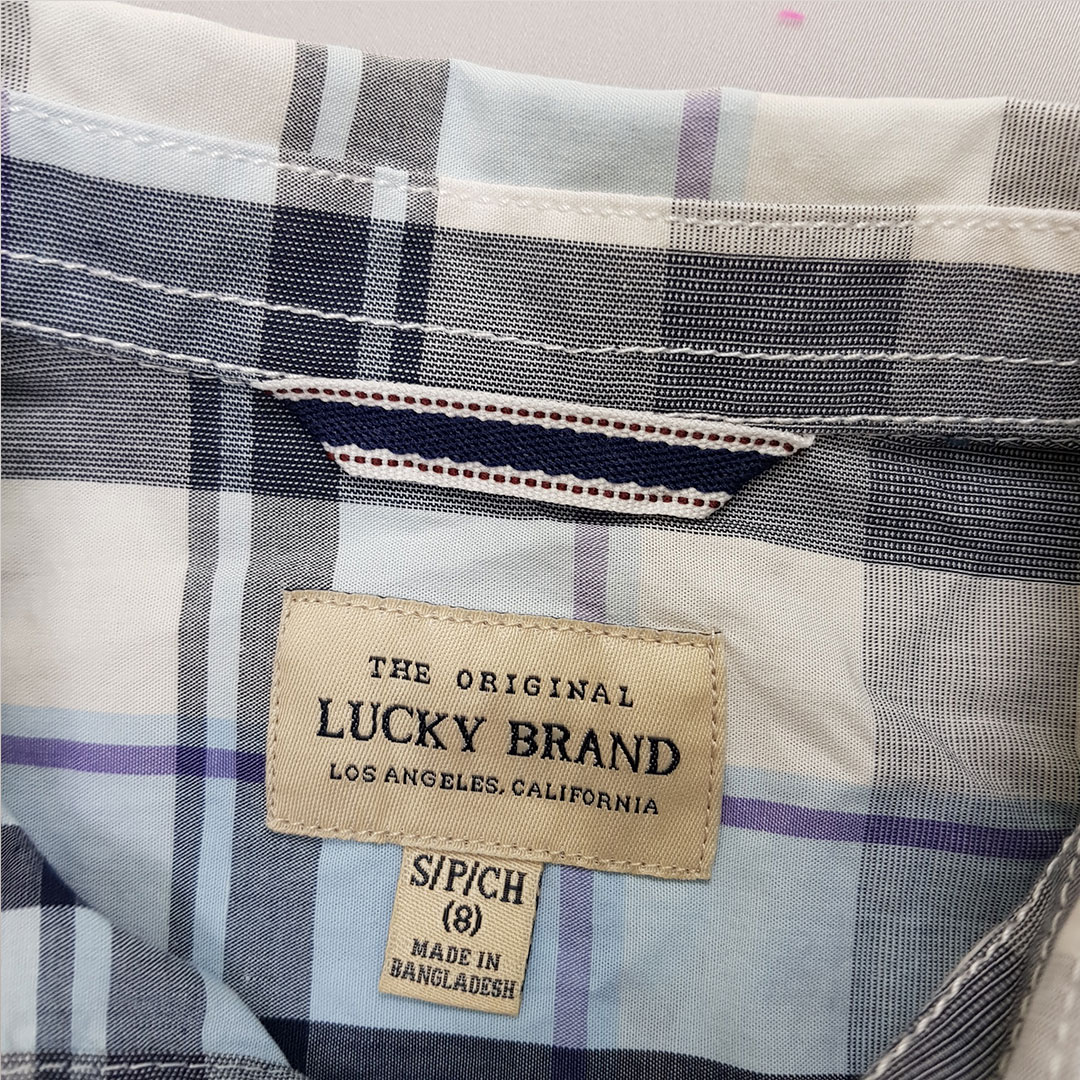 THE ORIGINAL
LUCKY BRAND
LOS ANGELES, CALIFORNIA
S/P/CH
(8)
MADE IN
BANGLADESH